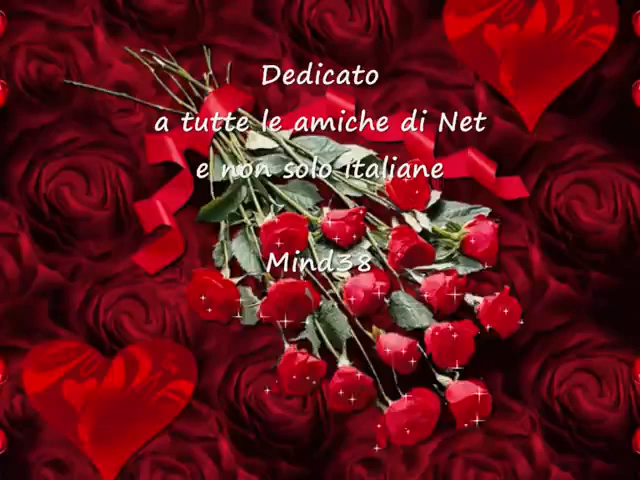 Dedicato
a tutte le amiche di Net
e non solo italiane
Mind38